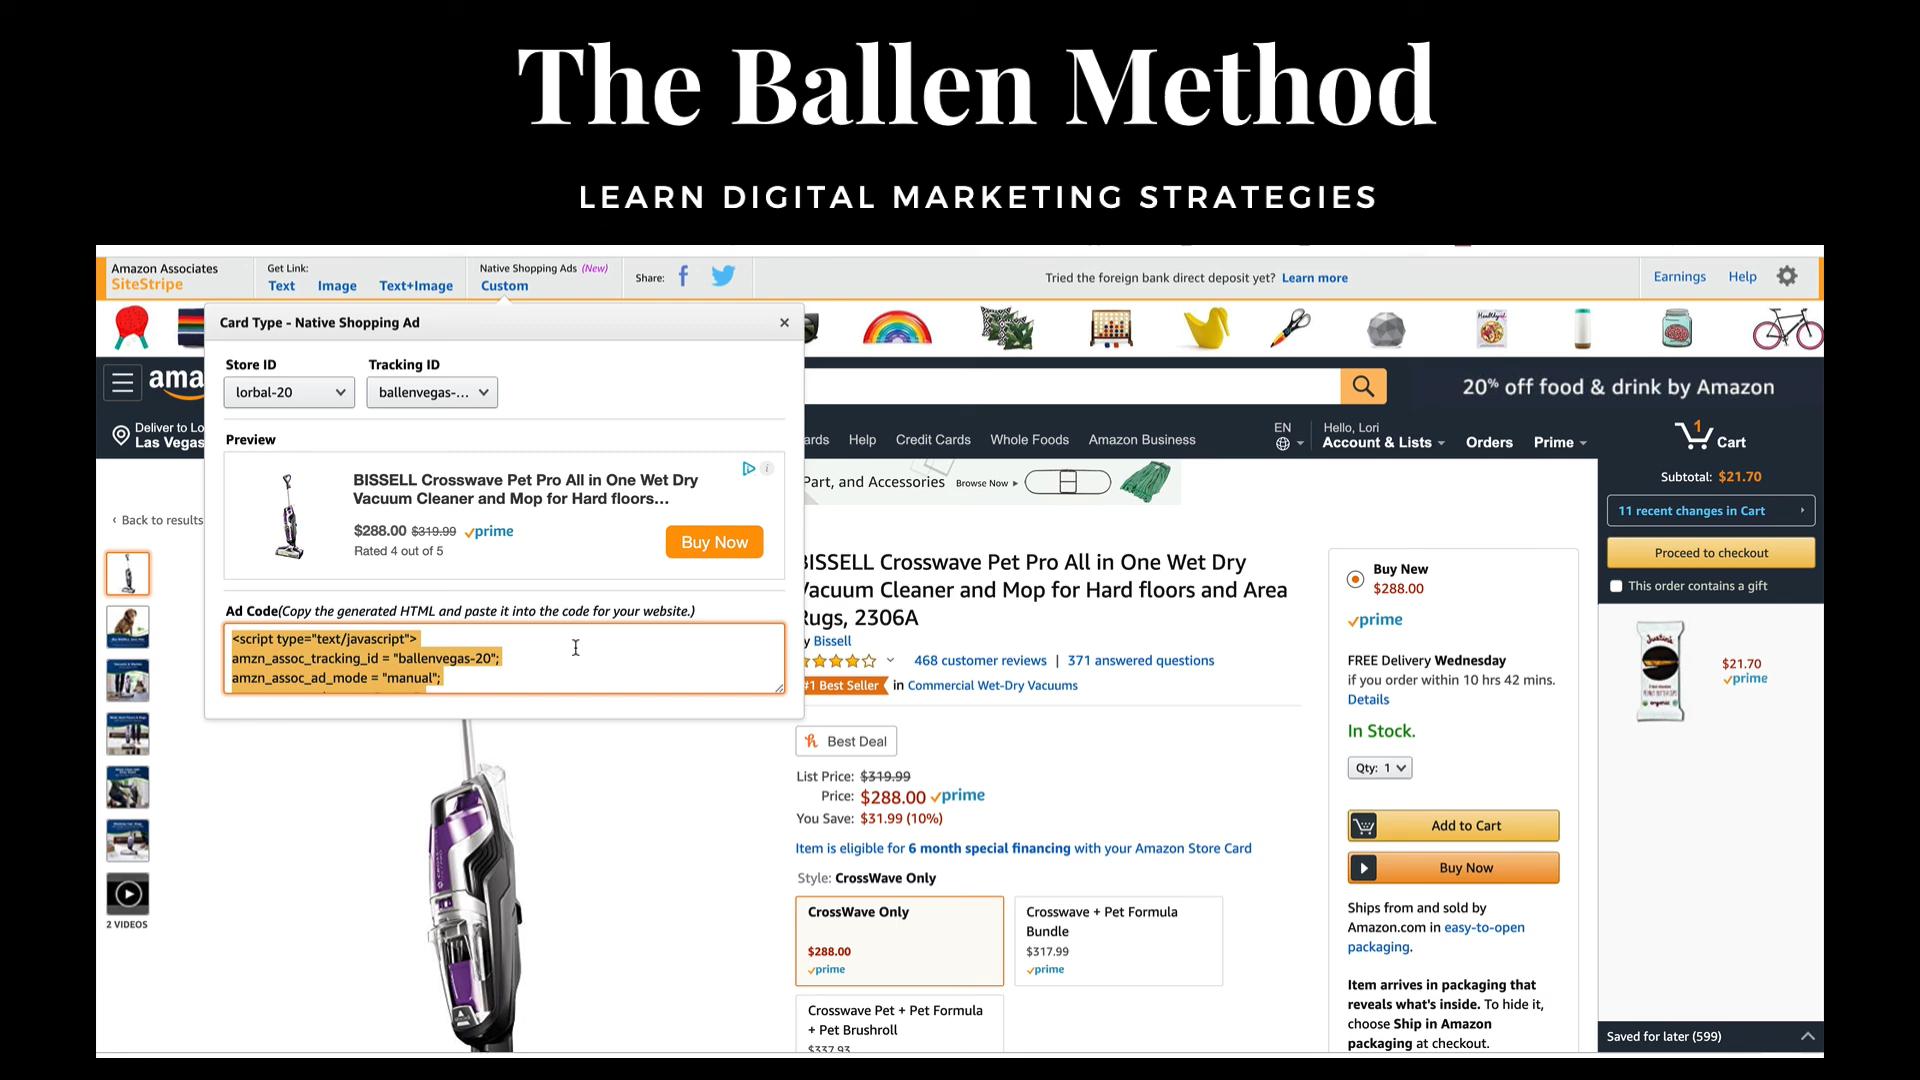 The Ballen Method
LEARN DIGITAL MARKETING STRATEGIES
Amazon Associates
SiteStripe
Get Link:
Text Image Text+Image
Native Shopping Ads (New)
Custom
Share:
Tried the foreign bank direct deposit yet? Learn more
Earnings Help
Card Type - Native Shopping Ad
Store ID Tracking ID
lorbal-20 ballenvegas-...
Preview
BISSELL Crosswave Pet Pro All in One Wet Dry
Vacuum Cleaner and Mop for Hard floors...
$288.00 $319.99 prime
Rated 4 out of 5
Buy Now
Ad Code(Copy the generated HTML and paste it into the code for your website.)
<script type="text/javascript">
amzn_assoc_tracking_id = "ballenvegas-20";
amzn_assoc_ad_mode = "manual";
ama
20% off food & drink by Amazon
Deliver to Lo
Las Vegas
ards Help Credit Cards Whole Foods Amazon Business
EN
Hello, Lori
Account & Lists Orders Prime
1
Cart
Part, and Accessories Browse Now
‹ Back to results
2 VIDEOS
BISSELL Crosswave Pet Pro All in One Wet Dry
Vacuum Cleaner and Mop for Hard floors and Area
Rugs, 2306A
y Bissell
468 customer reviews | 371 answered questions
#1 Best Seller in Commercial Wet-Dry Vacuums
Best Deal
List Price: $319.99
Price: $288.00 prime
You Save: $31.99 (10%)
Item is eligible for 6 month special financing with your Amazon Store Card
Style: CrossWave Only
CrossWave Only
$288.00
prime
Crosswave + Pet Formula
Bundle
$317.99
prime
Crosswave Pet + Pet Formula
+ Pet Brushroll
$337.93
Buy New
$288.00
prime
FREE Delivery Wednesday
if you order within 10 hrs 42 mins.
Details
In Stock.
Qty: 1
Add to Cart
Buy Now
Ships from and sold by
Amazon.com in easy-to-open
packaging.
Item arrives in packaging that
reveals what's inside. To hide it,
choose Ship in Amazon
packaging at checkout.
Subtotal: $21.70
11 recent changes in Cart
Proceed to checkout
This order contains a gift
Justin's
$21.70
prime
Saved for later (599)